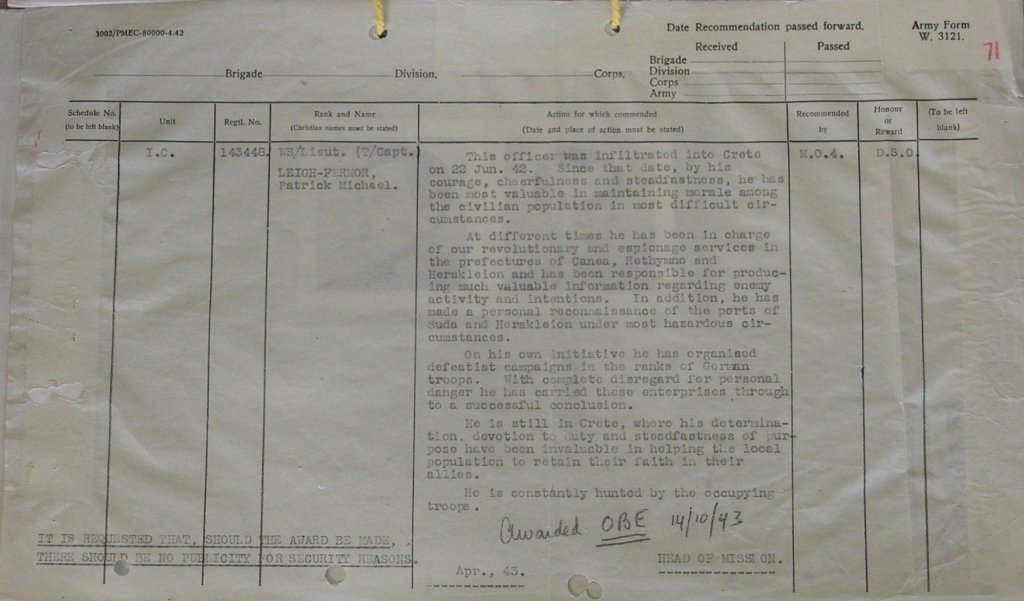 3002/PMEC-80000-4.42
Date Recommendation passed forward.
Army Form
W. 3121.
71
Received Passed
Brigade
Division
Corps
Army
Brigade Division, Corps,
Schedule No.
(to be left blank)
Unit
Regtl. No.
Rank and Name
(Christian names must be stated)
Action for which commended
(Date and place of action must be stated)
Recommended
by
Honour
or
Reward
(To be left
blank)
I.C.
143448.
WS/Lieut. (T/Capt.)
LEIGH-FERMOR,
Patrick Michael.
This officer was infiltrated into Crete
on 22 Jun. 42. Since that date, by his
courage, cheerfulness and steadfastness, he has
been most valuable in maintaining morale among
the civilian population in most difficult cir-
cumstances.
At different times he has been in charge
of our revolutionary and espionage services in
the prefectures of Canea, Rethymno and
Herakleion and has been responsible for produc-
ing much valuable information regarding enemy
activity and intentions. In addition, he has
made a personal reconnaissance of the ports of
Suda and Herakleion under most hazardous cir-
cumstances.
On his own initiative he has organised
defeatist campaigns in the ranks of German
troops. With complete disregard for personal
danger he has carried these enterprises through
to a successful conclusion.
He is still in Crete, where his determina-
tion, devotion to duty and steadfastness of pur-
pose have been invaluable in helping the local
population to retain their faith in their
allies.
He is constantly hunted by the occupying
troops.
M.O.4.
D.S.O
Awarded OBE 14/10/43
IT IS REQUESTED THAT, SHOULD THE AWARD BE MADE,
THERE SHOULD BE NO PUBLICITY FOR SECURITY REASONS.
Apr., 43.
HEAD OF MISSION.